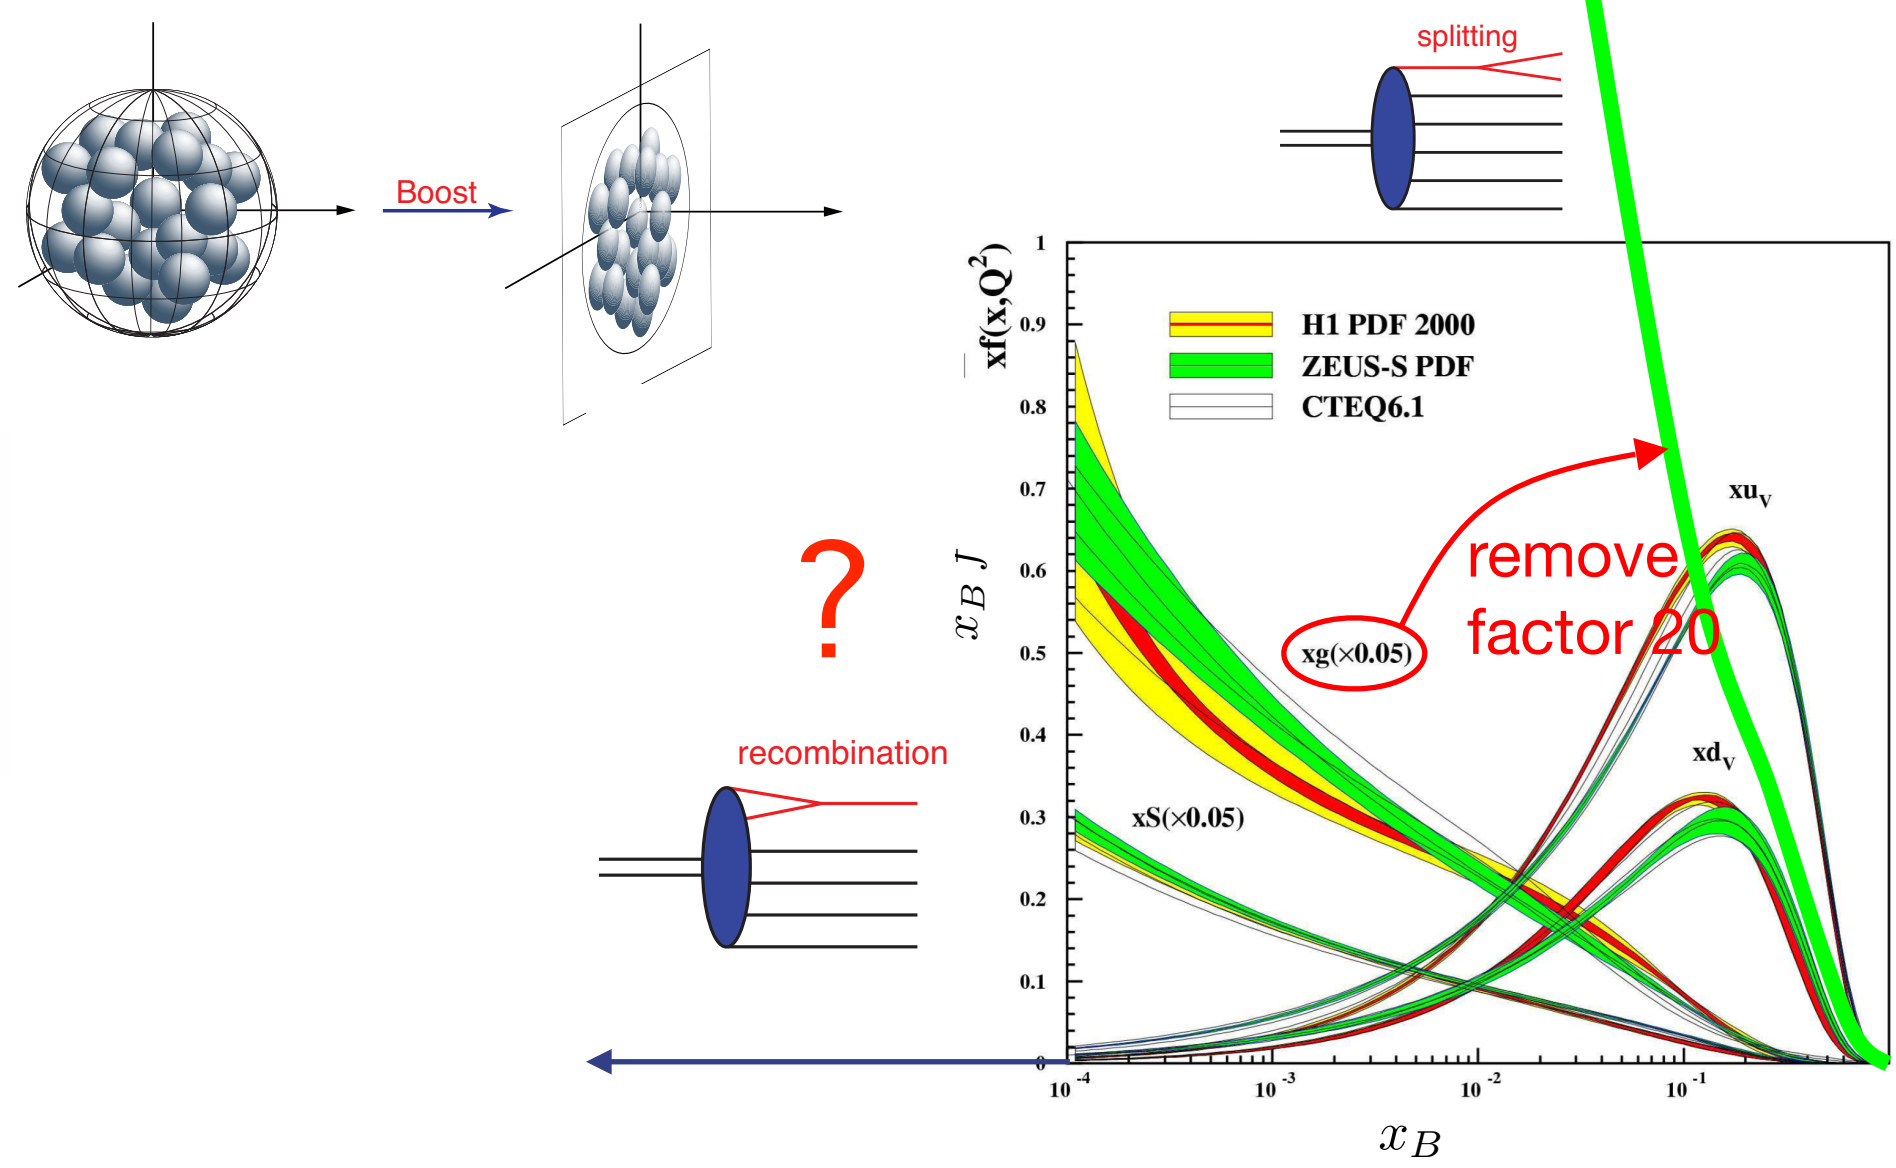 Boost
splitting
xf(x,Q²)
x_B J
1
0.9
0.8
0.7
0.6
0.5
0.4
0.3
0.2
0.1
0
H1 PDF 2000
ZEUS-S PDF
CTEQ6.1
xu_V
remove
factor 20
xg(×0.05)
xd_V
xS(×0.05)
?
recombination
10⁻⁴
10⁻³
10⁻²
10⁻¹
x_B